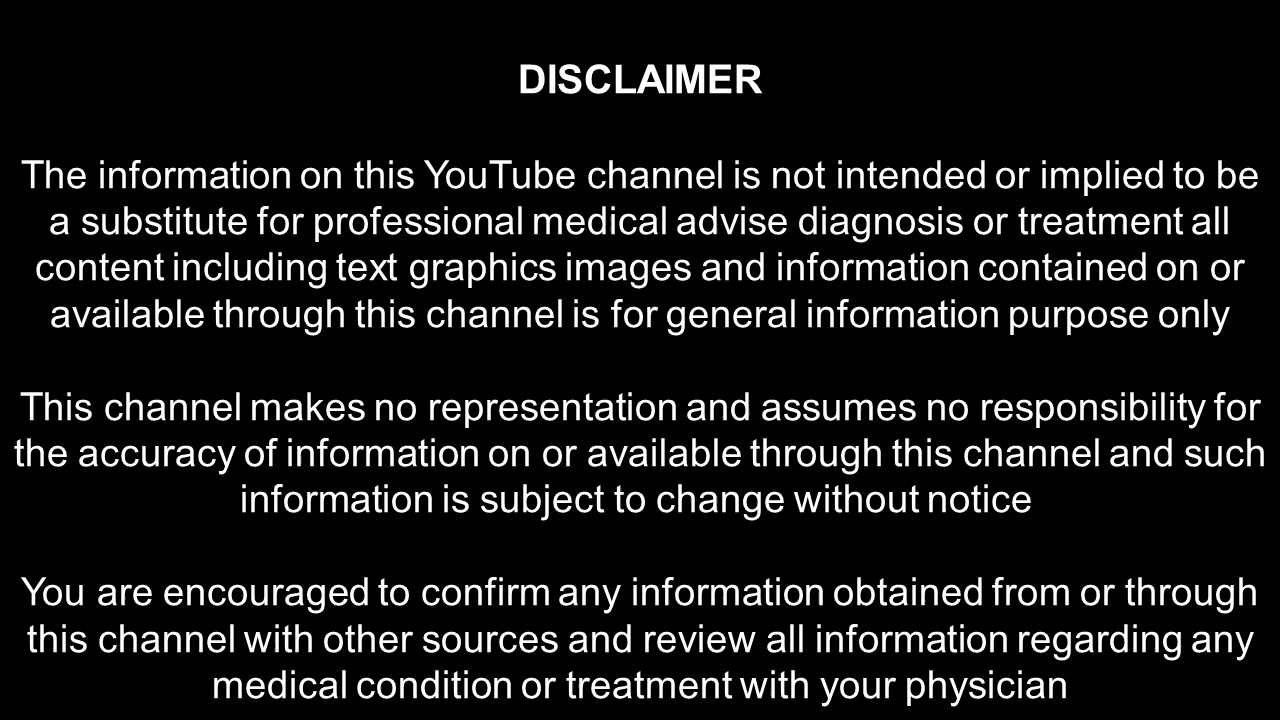 DISCLAIMER
The information on this YouTube channel is not intended or implied to be
a substitute for professional medical advise diagnosis or treatment all
content including text graphics images and information contained on or
available through this channel is for general information purpose only
This channel makes no representation and assumes no responsibility for
the accuracy of information on or available through this channel and such
information is subject to change without notice
You are encouraged to confirm any information obtained from or through
this channel with other sources and review all information regarding any
medical condition or treatment with your physician